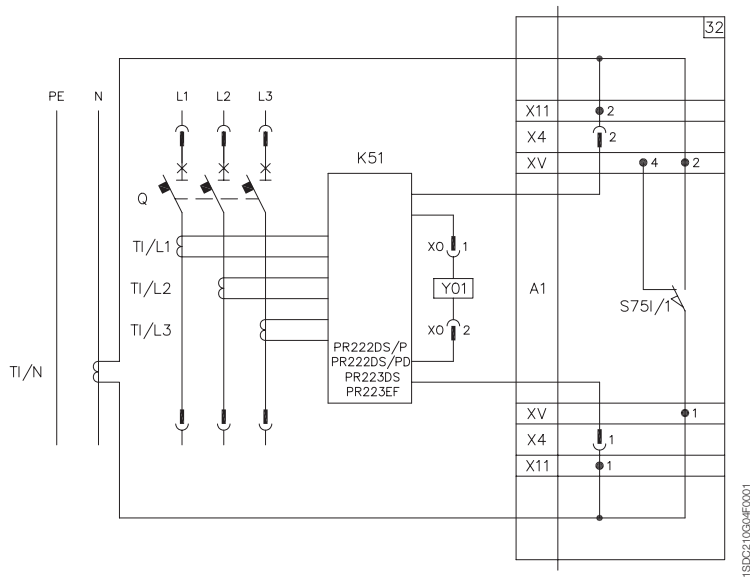 32
PE N L1 L2 L3
X11 2
X4 2
K51
XV 4 2
Q
TI/L1
X0 1
TI/L2
Y01
A1
S75I/1
TI/L3
X0 2
PR222DS/P
PR222DS/PD
TI/N
PR223DS
PR223EF
XV 1
X4 1
X11 1
1SDC210G04F0001